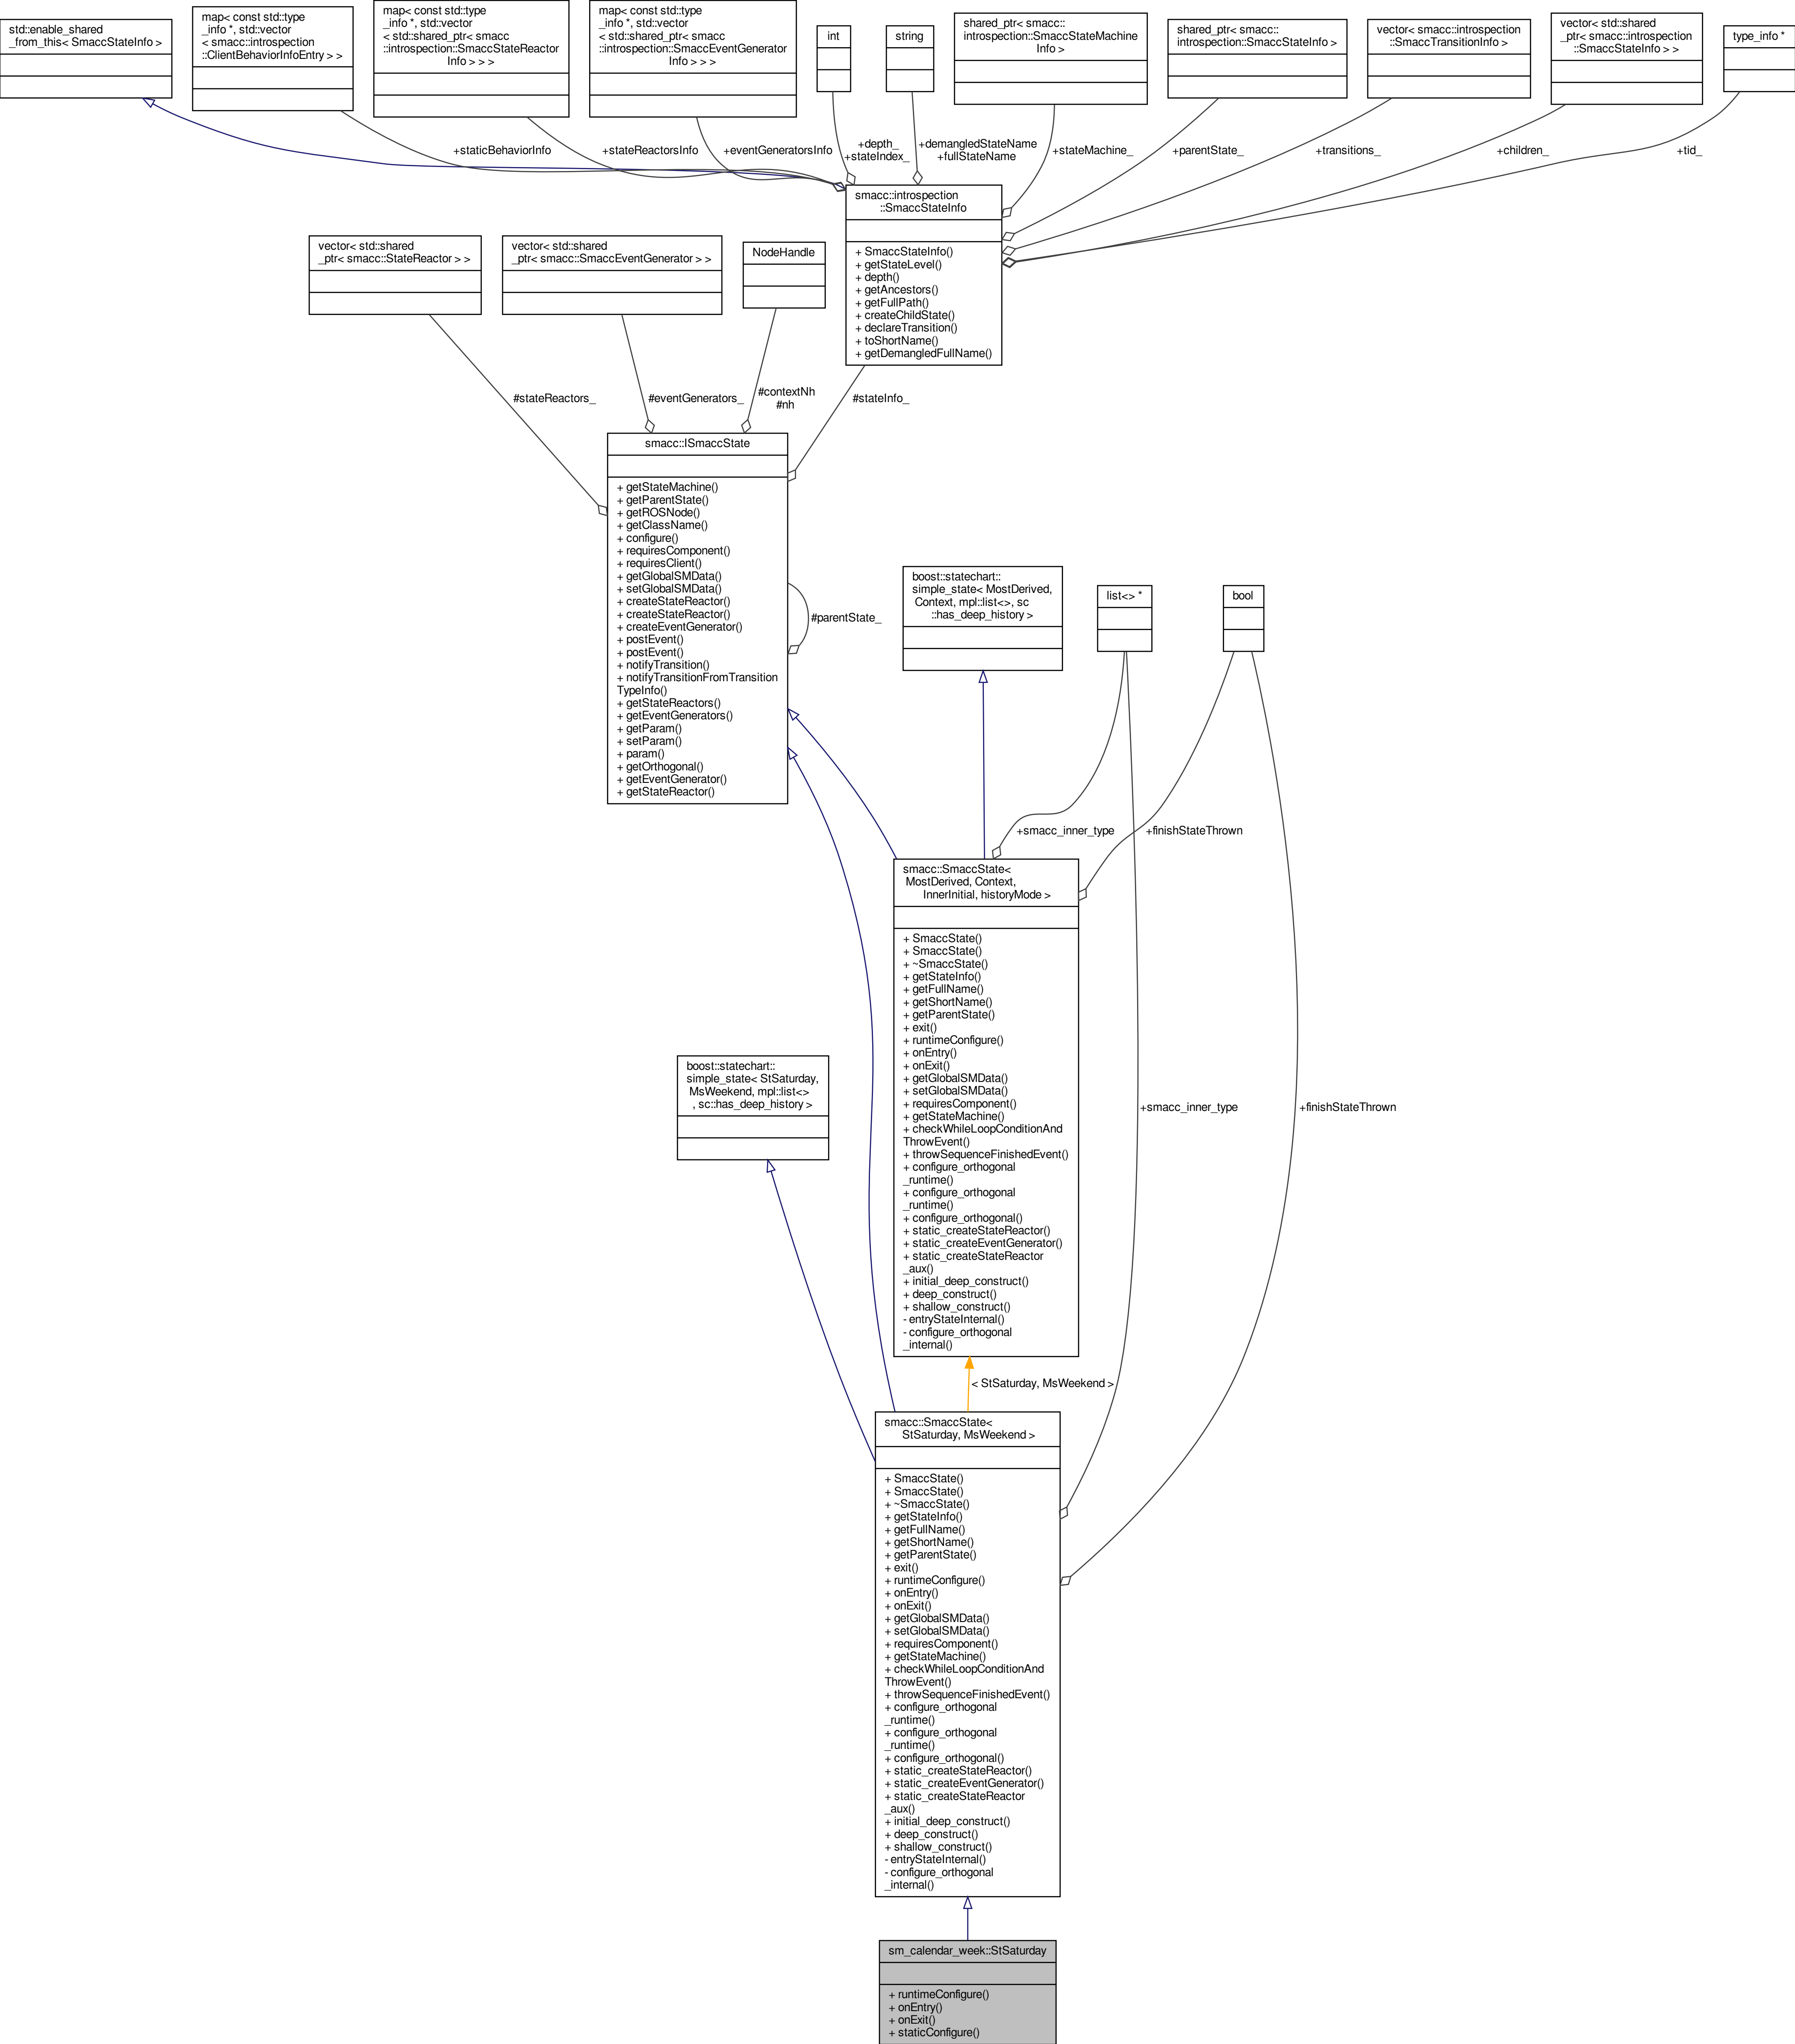 std::enable_shared
_from_this< SmaccStateInfo >
map< const std::type
_info *, std::vector
< smacc::introspection
::ClientBehaviorInfoEntry > >
map< const std::type
_info *, std::vector
< std::shared_ptr< smacc
::introspection::SmaccStateReactor
Info > > >
map< const std::type
_info *, std::vector
< std::shared_ptr< smacc
::introspection::SmaccEventGenerator
Info > > >
int
string
shared_ptr< smacc::
introspection::SmaccStateMachine
Info >
shared_ptr< smacc::
introspection::SmaccStateInfo >
vector< smacc::introspection
::SmaccTransitionInfo >
vector< std::shared
_ptr< smacc::introspection
::SmaccStateInfo > >
type_info *
+staticBehaviorInfo
+stateReactorsInfo
+eventGeneratorsInfo
+depth_
+stateIndex_
+demangledStateName
+fullStateName
+stateMachine_
+parentState_
+transitions_
+children_
+tid_
smacc::introspection
::SmaccStateInfo
+ SmaccStateInfo()
+ getStateLevel()
+ depth()
+ getAncestors()
+ getFullPath()
+ createChildState()
+ declareTransition()
+ toShortName()
+ getDemangledFullName()
vector< std::shared
_ptr< smacc::StateReactor > >
vector< std::shared
_ptr< smacc::SmaccEventGenerator > >
NodeHandle
#stateReactors_
#eventGenerators_
#contextNh
#nh
#stateInfo_
smacc::ISmaccState
+ getStateMachine()
+ getParentState()
+ getROSNode()
+ getClassName()
+ configure()
+ requiresComponent()
+ requiresClient()
+ getGlobalSMData()
+ setGlobalSMData()
+ createStateReactor()
+ createStateReactor()
+ createEventGenerator()
+ postEvent()
+ postEvent()
+ notifyTransition()
+ notifyTransitionFromTransition
TypeInfo()
+ getStateReactors()
+ getEventGenerators()
+ getParam()
+ setParam()
+ param()
+ getOrthogonal()
+ getEventGenerator()
+ getStateReactor()
#parentState_
boost::statechart::
simple_state< MostDerived,
Context, mpl::list<>, sc
::has_deep_history >
list<> *
bool
+smacc_inner_type
+finishStateThrown
smacc::SmaccState<
MostDerived, Context,
InnerInitial, historyMode >
+ SmaccState()
+ SmaccState()
+ ~SmaccState()
+ getStateInfo()
+ getFullName()
+ getShortName()
+ getParentState()
+ exit()
+ runtimeConfigure()
+ onEntry()
+ onExit()
+ getGlobalSMData()
+ setGlobalSMData()
+ requiresComponent()
+ getStateMachine()
+ checkWhileLoopConditionAnd
ThrowEvent()
+ throwSequenceFinishedEvent()
+ configure_orthogonal
_runtime()
+ configure_orthogonal
_runtime()
+ configure_orthogonal()
+ static_createStateReactor()
+ static_createEventGenerator()
+ static_createStateReactor
_aux()
+ initial_deep_construct()
+ deep_construct()
+ shallow_construct()
- entryStateInternal()
- configure_orthogonal
_internal()
boost::statechart::
simple_state< StSaturday,
MsWeekend, mpl::list<>
, sc::has_deep_history >
+smacc_inner_type
+finishStateThrown
< StSaturday, MsWeekend >
smacc::SmaccState<
StSaturday, MsWeekend >
+ SmaccState()
+ SmaccState()
+ ~SmaccState()
+ getStateInfo()
+ getFullName()
+ getShortName()
+ getParentState()
+ exit()
+ runtimeConfigure()
+ onEntry()
+ onExit()
+ getGlobalSMData()
+ setGlobalSMData()
+ requiresComponent()
+ getStateMachine()
+ checkWhileLoopConditionAnd
ThrowEvent()
+ throwSequenceFinishedEvent()
+ configure_orthogonal
_runtime()
+ configure_orthogonal
_runtime()
+ configure_orthogonal()
+ static_createStateReactor()
+ static_createEventGenerator()
+ static_createStateReactor
_aux()
+ initial_deep_construct()
+ deep_construct()
+ shallow_construct()
- entryStateInternal()
- configure_orthogonal
_internal()
sm_calendar_week::StSaturday
+ runtimeConfigure()
+ onEntry()
+ onExit()
+ staticConfigure()